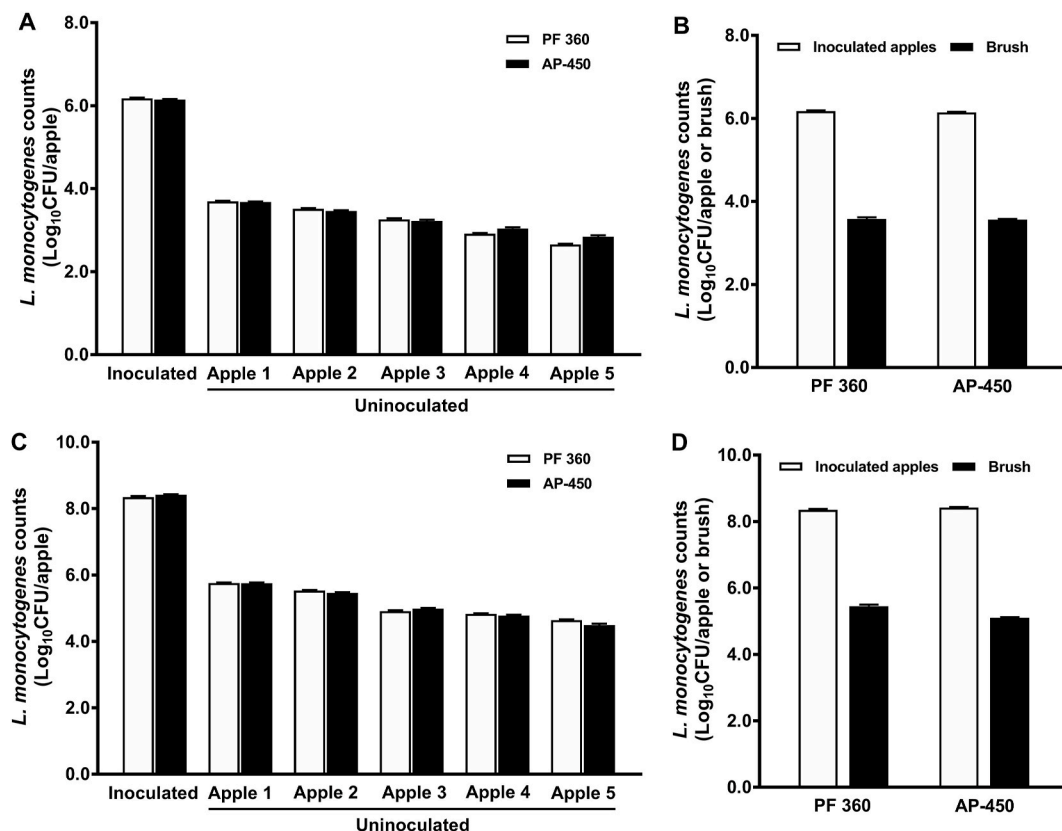 A
8.0
6.0
4.0
2.0
0.0
L. monocytogenes counts
(Log₁₀CFU/apple)
PF 360
AP-450
Inoculated Apple 1 Apple 2 Apple 3 Apple 4 Apple 5
Uninoculated
B
8.0
6.0
4.0
2.0
0.0
L. monocytogenes counts
(Log₁₀CFU/apple or brush)
Inoculated apples Brush
PF 360 AP-450
C
10.0
8.0
6.0
4.0
2.0
0.0
L. monocytogenes counts
(Log₁₀CFU/apple)
PF 360
AP-450
Inoculated Apple 1 Apple 2 Apple 3 Apple 4 Apple 5
Uninoculated
D
10.0
8.0
6.0
4.0
2.0
0.0
L. monocytogenes counts
(Log₁₀CFU/apple or brush)
Inoculated apples Brush
PF 360 AP-450